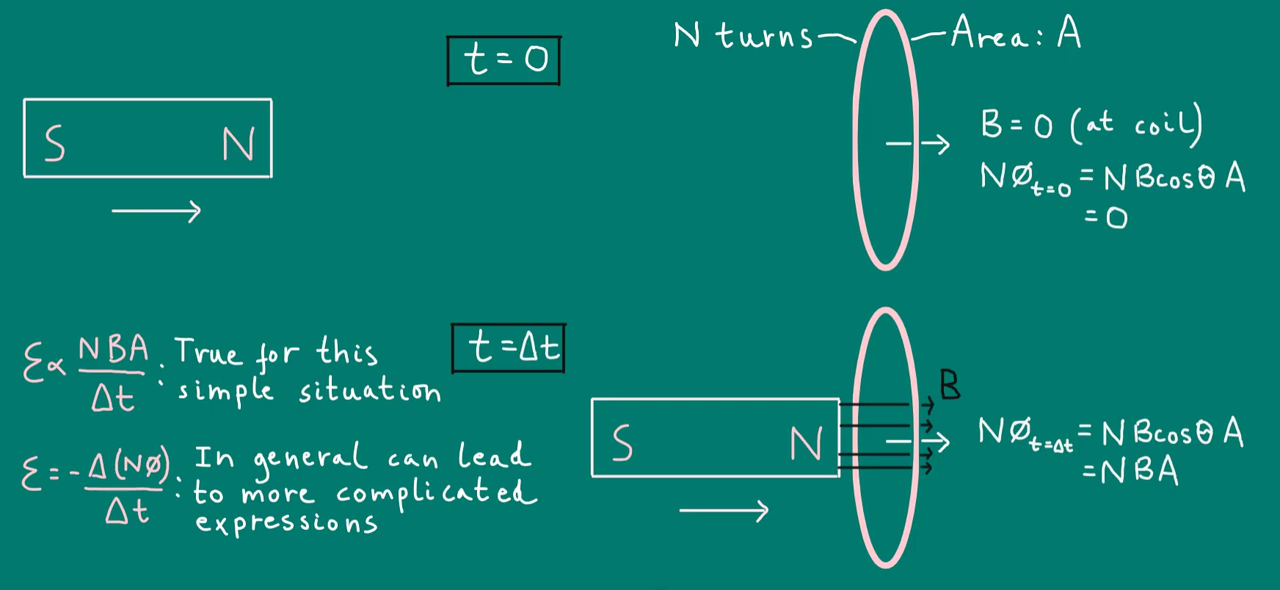 t = 0
N turns
Area: A
S N
B = 0 (at coil)
NØₜ₌₀ = N Bcosθ A
= 0
t = Δt
ℰ ∝ NBA/Δt : True for this
simple situation
B
S N
NØₜ₌Δₜ = N Bcosθ A
= NBA
ℰ = - Δ(NØ)/Δt : In general can lead
to more complicated
expressions